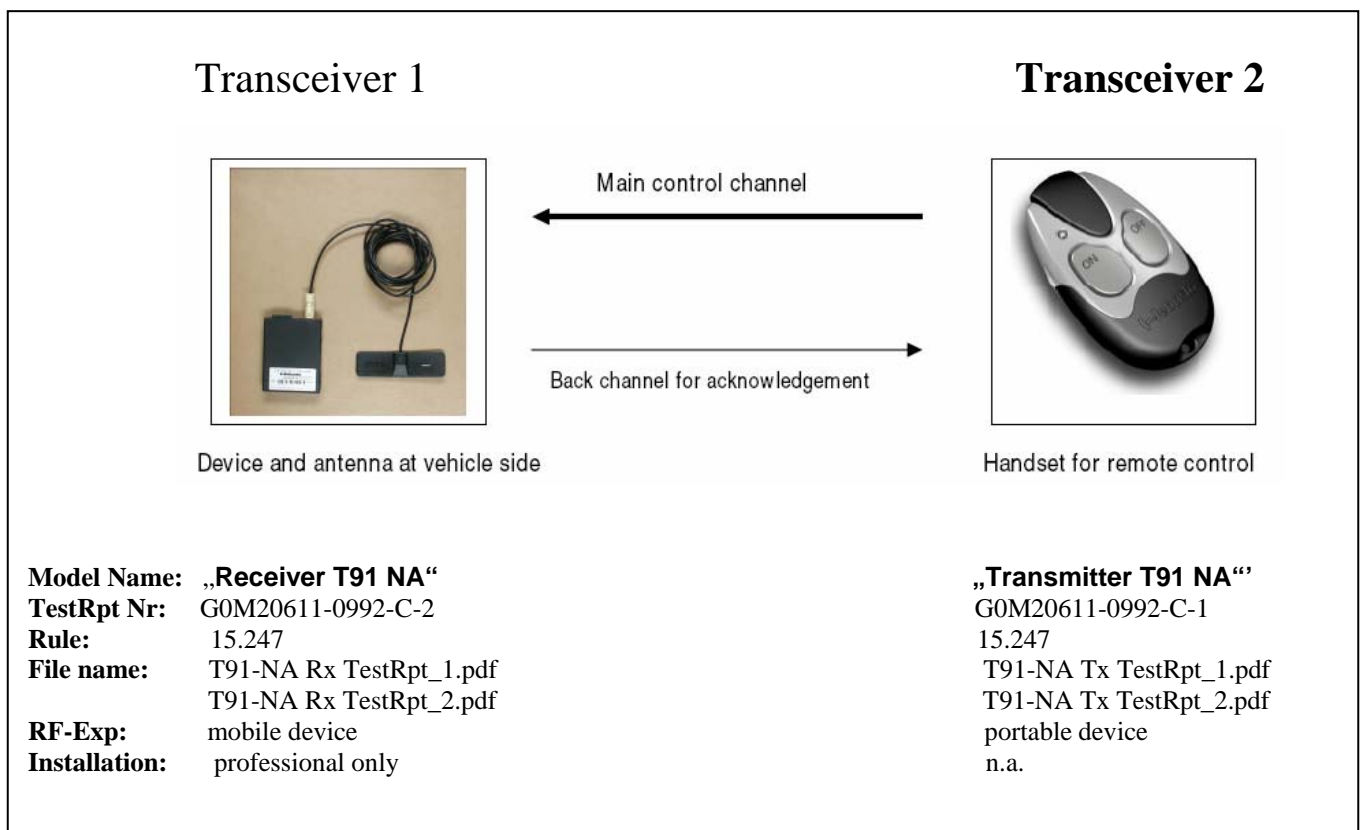 Transceiver 1 Transceiver 2
Main control channel
ON OFF
Back channel for acknowledgement
Device and antenna at vehicle side Handset for remote control
Model Name: „Receiver T91 NA“ „Transmitter T91 NA“’
TestRpt Nr: G0M20611-0992-C-2 G0M20611-0992-C-1
Rule: 15.247 15.247
File name: T91-NA Rx TestRpt_1.pdf T91-NA Tx TestRpt_1.pdf
T91-NA Rx TestRpt_2.pdf T91-NA Tx TestRpt_2.pdf
RF-Exp: mobile device portable device
Installation: professional only n.a.